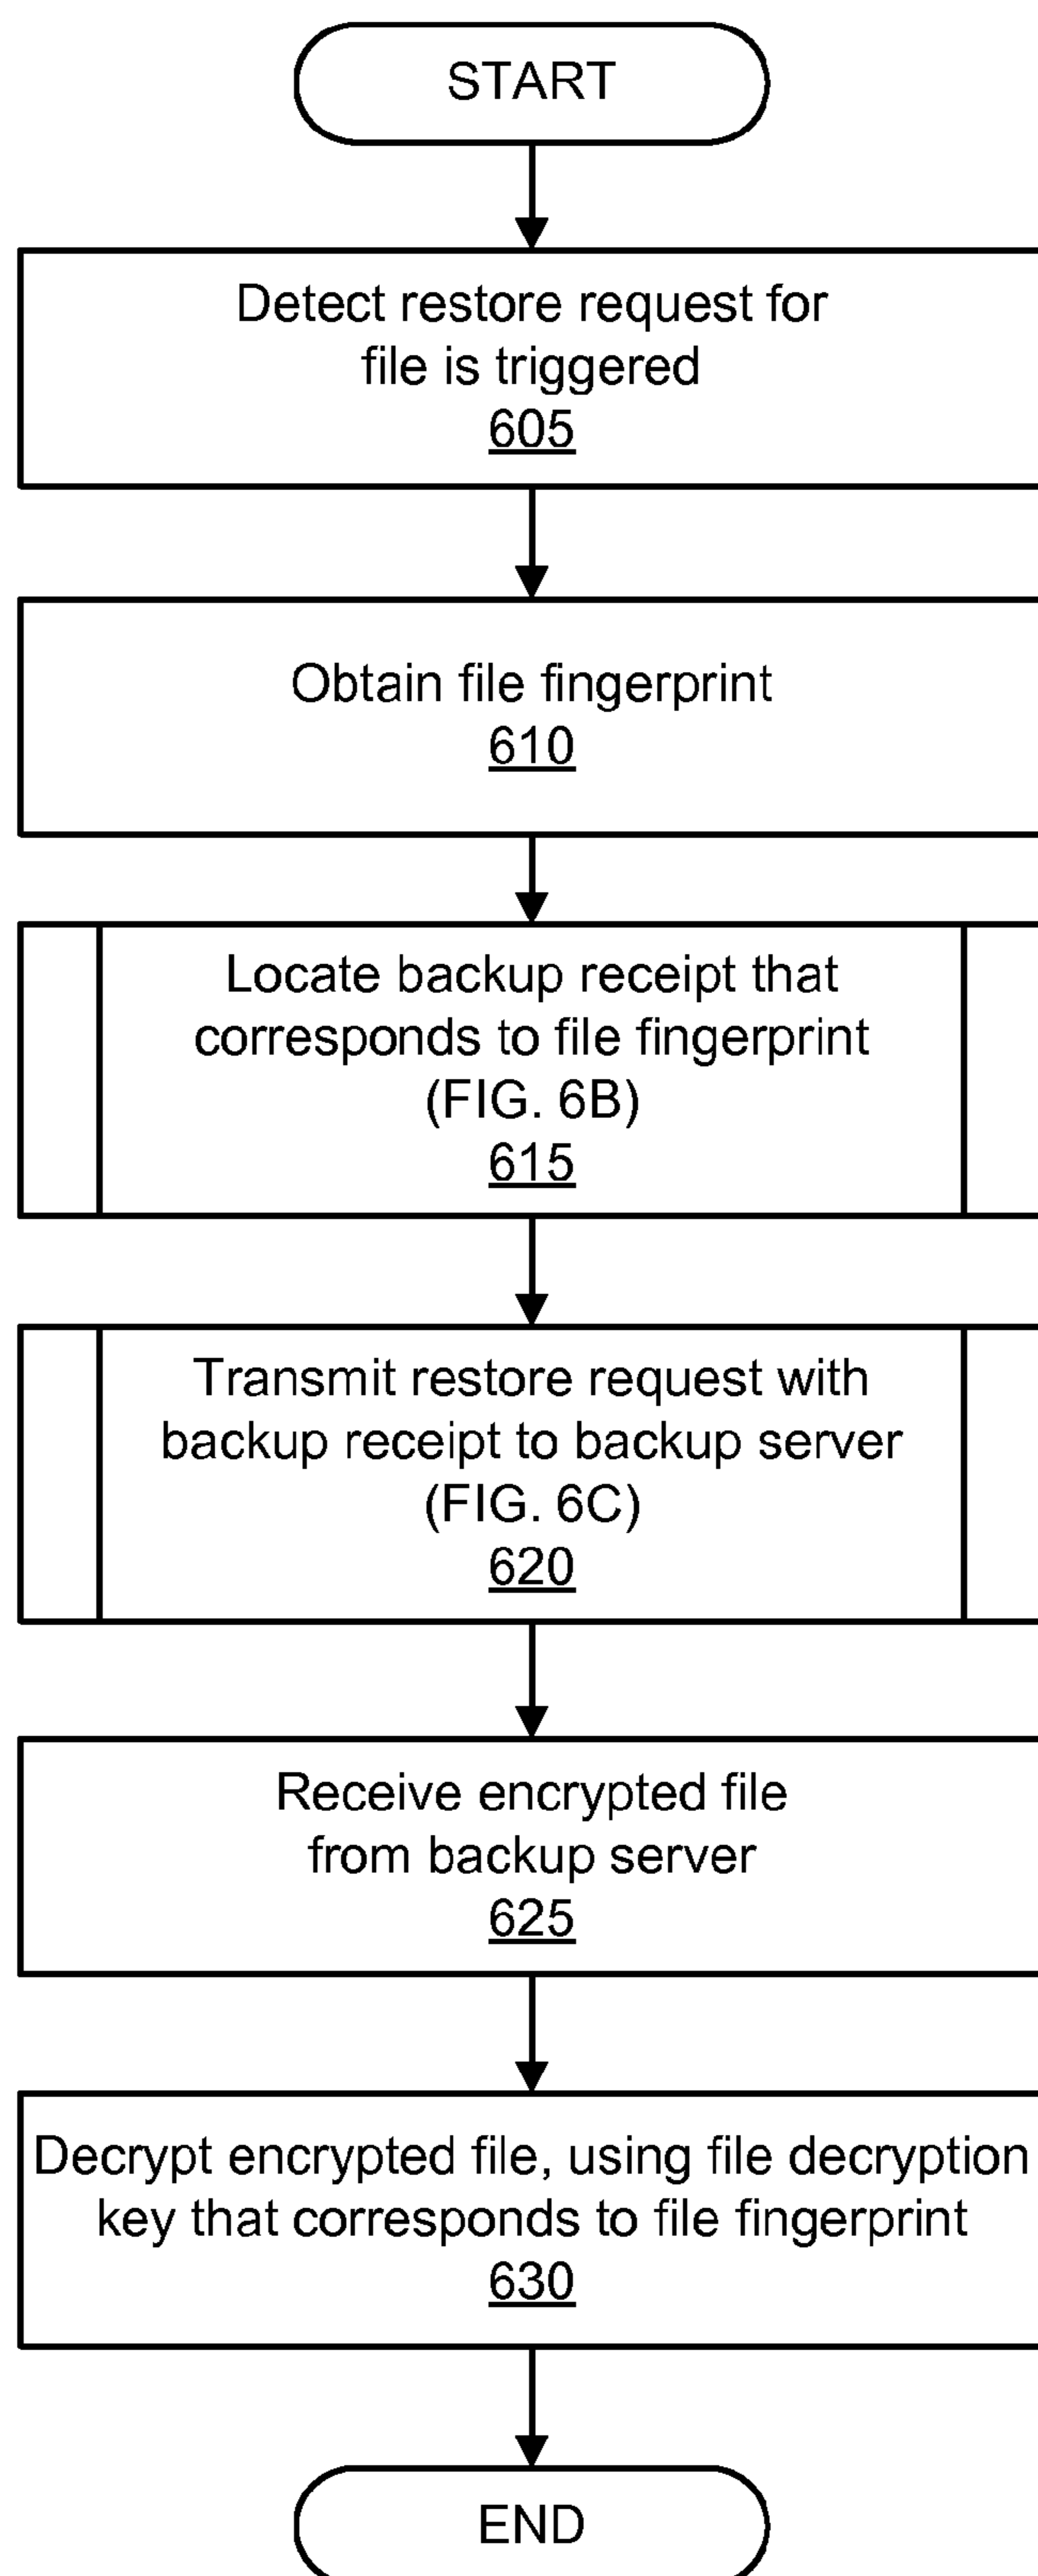 START
Detect restore request for
file is triggered
605
Obtain file fingerprint
610
Locate backup receipt that
corresponds to file fingerprint
(FIG. 6B)
615
Transmit restore request with
backup receipt to backup server
(FIG. 6C)
620
Receive encrypted file
from backup server
625
Decrypt encrypted file, using file decryption
key that corresponds to file fingerprint
630
END